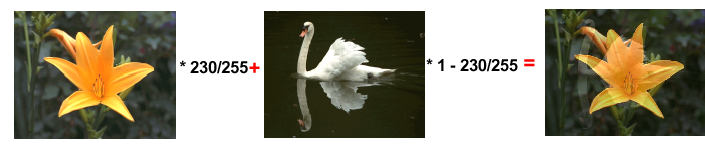 * 230/255+ * 1 - 230/255 =